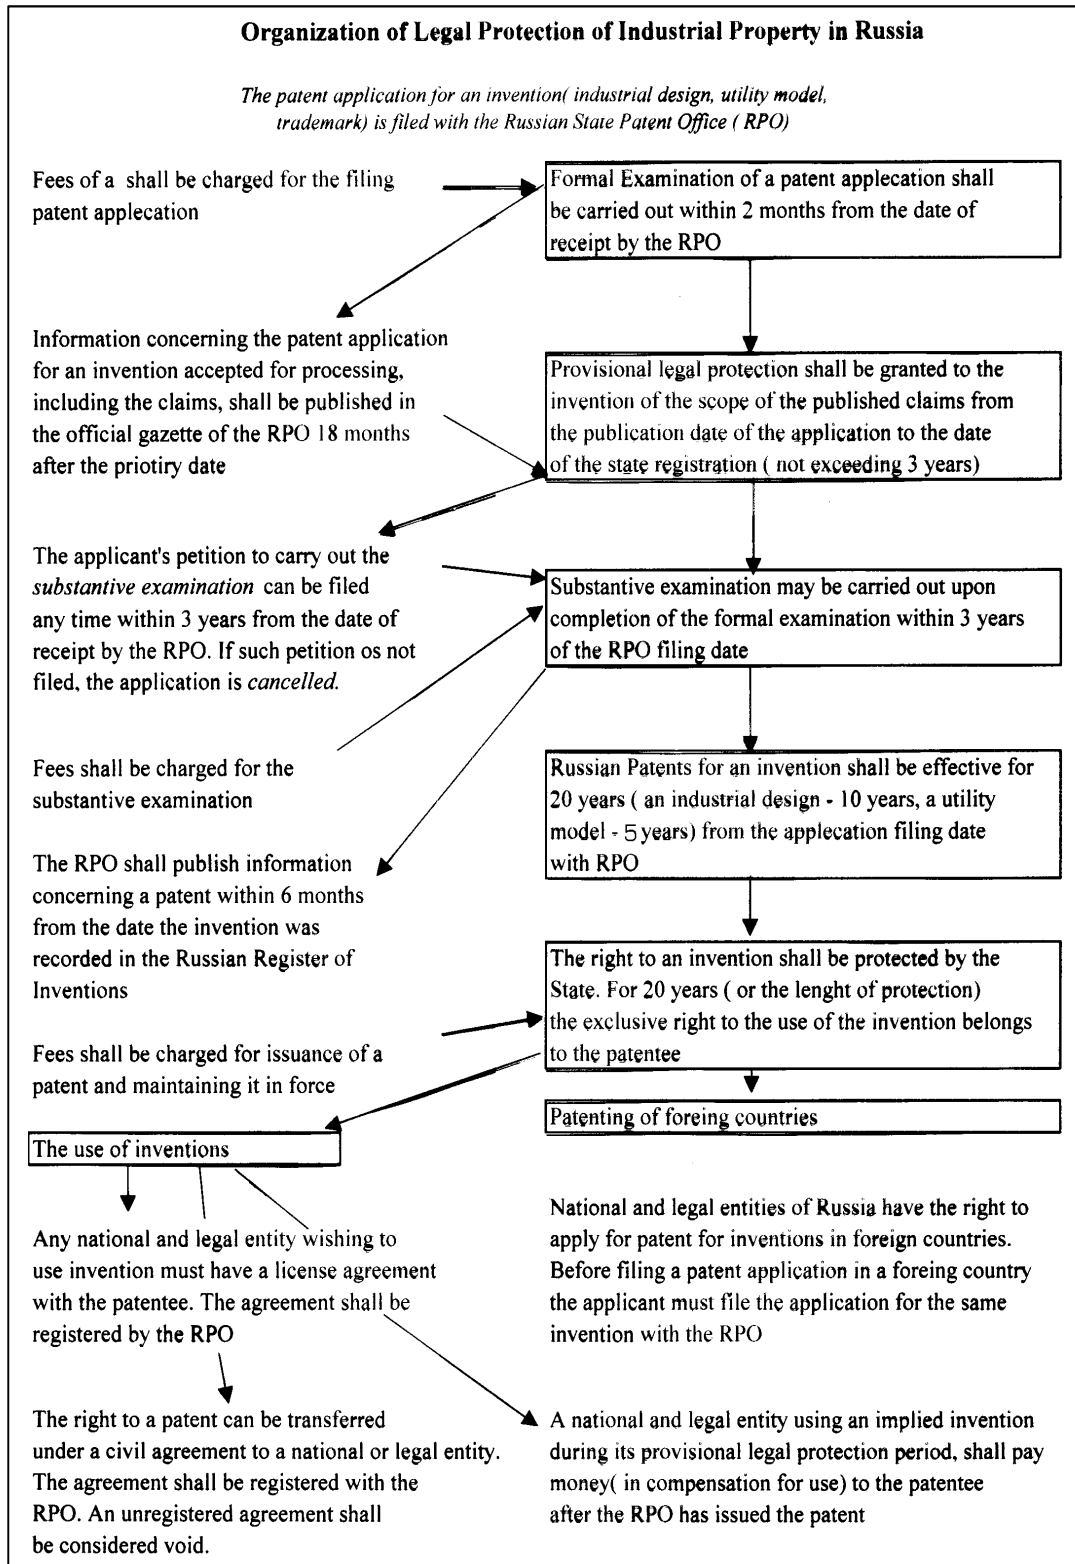 Organization of Legal Protection of Industrial Property in Russia
The patent application for an invention( industrial design, utility model,
trademark) is filed with the Russian State Patent Office ( RPO)
Fees of a shall be charged for the filing
patent applecation
Formal Examination of a patent applecation shall
be carried out within 2 months from the date of
receipt by the RPO
Information concerning the patent application
for an invention accepted for processing,
including the claims, shall be published in
the official gazette of the RPO 18 months
after the priotiry date
Provisional legal protection shall be granted to the
invention of the scope of the published claims from
the publication date of the application to the date
of the state registration ( not exceeding 3 years)
The applicant's petition to carry out the
substantive examination can be filed
any time within 3 years from the date of
receipt by the RPO. If such petition os not
filed, the application is cancelled.
Substantive examination may be carried out upon
completion of the formal examination within 3 years
of the RPO filing date
Fees shall be charged for the
substantive examination
Russian Patents for an invention shall be effective for
20 years ( an industrial design - 10 years, a utility
model - 5 years) from the applecation filing date
with RPO
The RPO shall publish information
concerning a patent within 6 months
from the date the invention was
recorded in the Russian Register of
Inventions
The right to an invention shall be protected by the
State. For 20 years ( or the lenght of protection)
the exclusive right to the use of the invention belongs
to the patentee
Fees shall be charged for issuance of a
patent and maintaining it in force
Patenting of foreing countries
The use of inventions
National and legal entities of Russia have the right to
apply for patent for inventions in foreign countries.
Before filing a patent application in a foreing country
the applicant must file the application for the same
invention with the RPO
Any national and legal entity wishing to
use invention must have a license agreement
with the patentee. The agreement shall be
registered by the RPO
The right to a patent can be transferred
under a civil agreement to a national or legal entity.
The agreement shall be registered with the
RPO. An unregistered agreement shall
be considered void.
A national and legal entity using an implied invention
during its provisional legal protection period, shall pay
money( in compensation for use) to the patentee
after the RPO has issued the patent